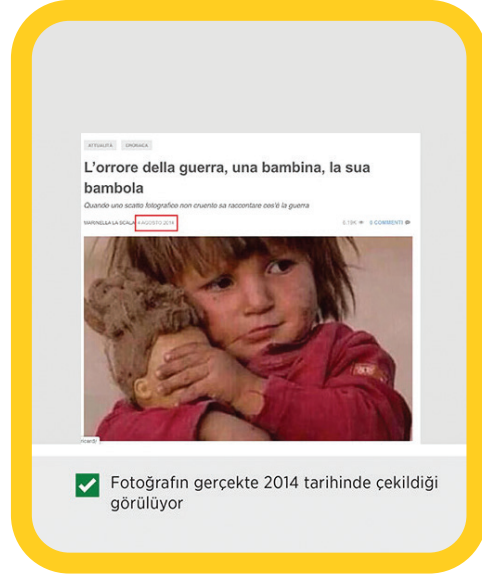 ATTUALITÀ CRONACA
L'orrore della guerra, una bambina, la sua
bambola
Quando uno scatto fotografico non cruento sa raccontare cos'è la guerra
MARINELLA LA SCALA 4 AGOSTO 2014 5 COMMENTI
Fotoğrafın gerçekte 2014 tarihinde çekildiği
görülüyor